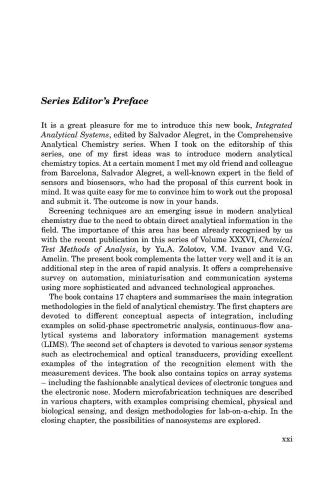 Series Editor's Preface
It is a great pleasure for me to introduce this new book, Integrated
Analytical Systems, edited by Salvador Alegret, in the Comprehensive
Analytical Chemistry series. When I took on the editorship of this
series, one of my first ideas was to introduce modern analytical
chemistry topics. At a certain moment I met my old friend and colleague
from Barcelona, Salvador Alegret, a well-known expert in the field of
sensors and biosensors, who had the proposal of this current book in
mind. It was quite easy for me to convince him to work out the proposal
and submit it. The outcome is now in your hands.
Screening techniques are an emerging issue in modern analytical
chemistry due to the need to obtain direct analytical information in the
field. The importance of this area has been already recognised by us
with the recent publication in this series of Volume XXXVI, Chemical
Test Methods of Analysis, by Yu.A. Zolotov, V.M. Ivanov and V.G.
Amelin. The present book complements the latter very well and it is an
additional step in the area of rapid analysis. It offers a comprehensive
survey on automation, miniaturisation and communication systems
using more sophisticated and advanced technological approaches.
The book contains 17 chapters and summarises the main integration
methodologies in the field of analytical chemistry. The first chapters are
devoted to different conceptual aspects of integration, including
examples on solid-phase spectrometric analysis, continuous-flow ana-
lytical systems and laboratory information management systems
(LIMS). The second set of chapters is devoted to various sensor systems
such as electrochemical and optical transducers, providing excellent
examples of the integration of the recognition element with the
measurement devices. The book also contains topics on array systems
– including the fashionable analytical devices of electronic tongues and
the electronic nose. Modern microfabrication techniques are described
in various chapters, with examples comprising chemical, physical and
biological sensing, and design methodologies for lab-on-a-chip. In the
closing chapter, the possibilities of nanosystems are explored.
xxi